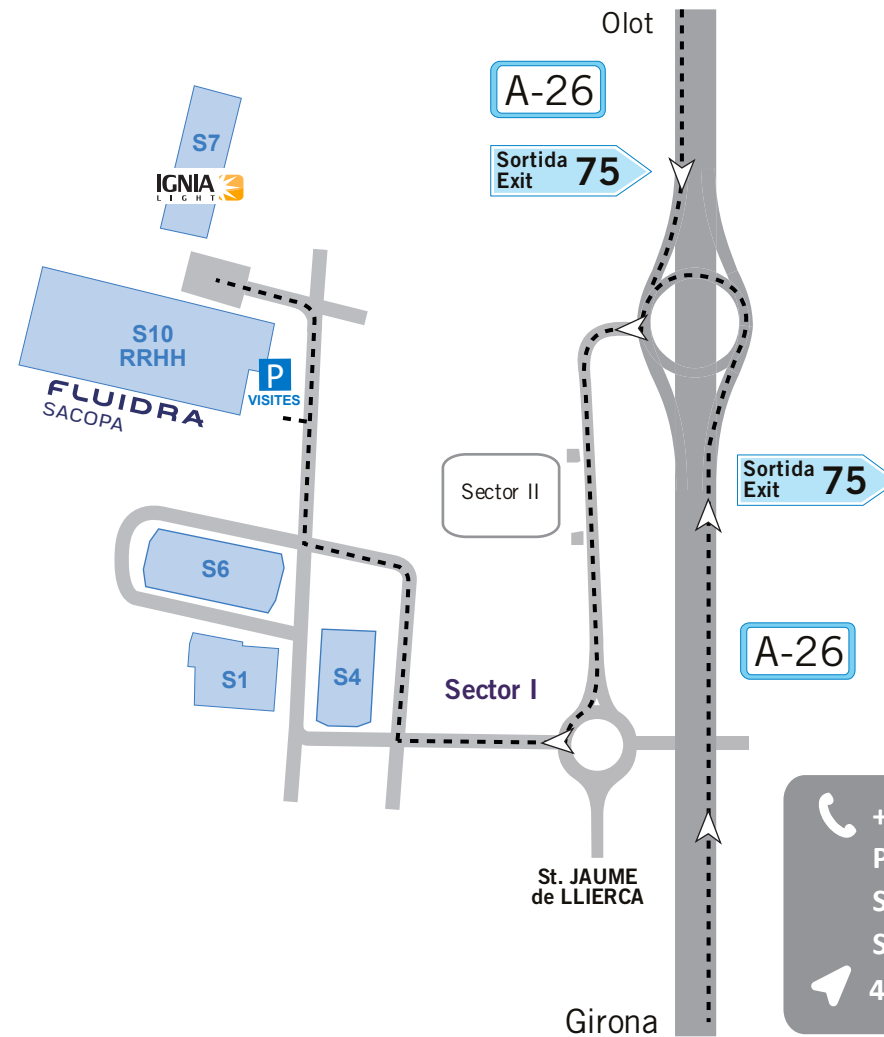 Olot
A-26
Sortida
Exit 75
S7
IGNIA
LIGHT
S10
RRHH
P
VISITES
FLUIDRA
SACOPA
Sector II
Sortida
Exit 75
S6
A-26
S1
S4
Sector I
St. JAUME
de LLIERCA
+
P
S
S
4
Girona